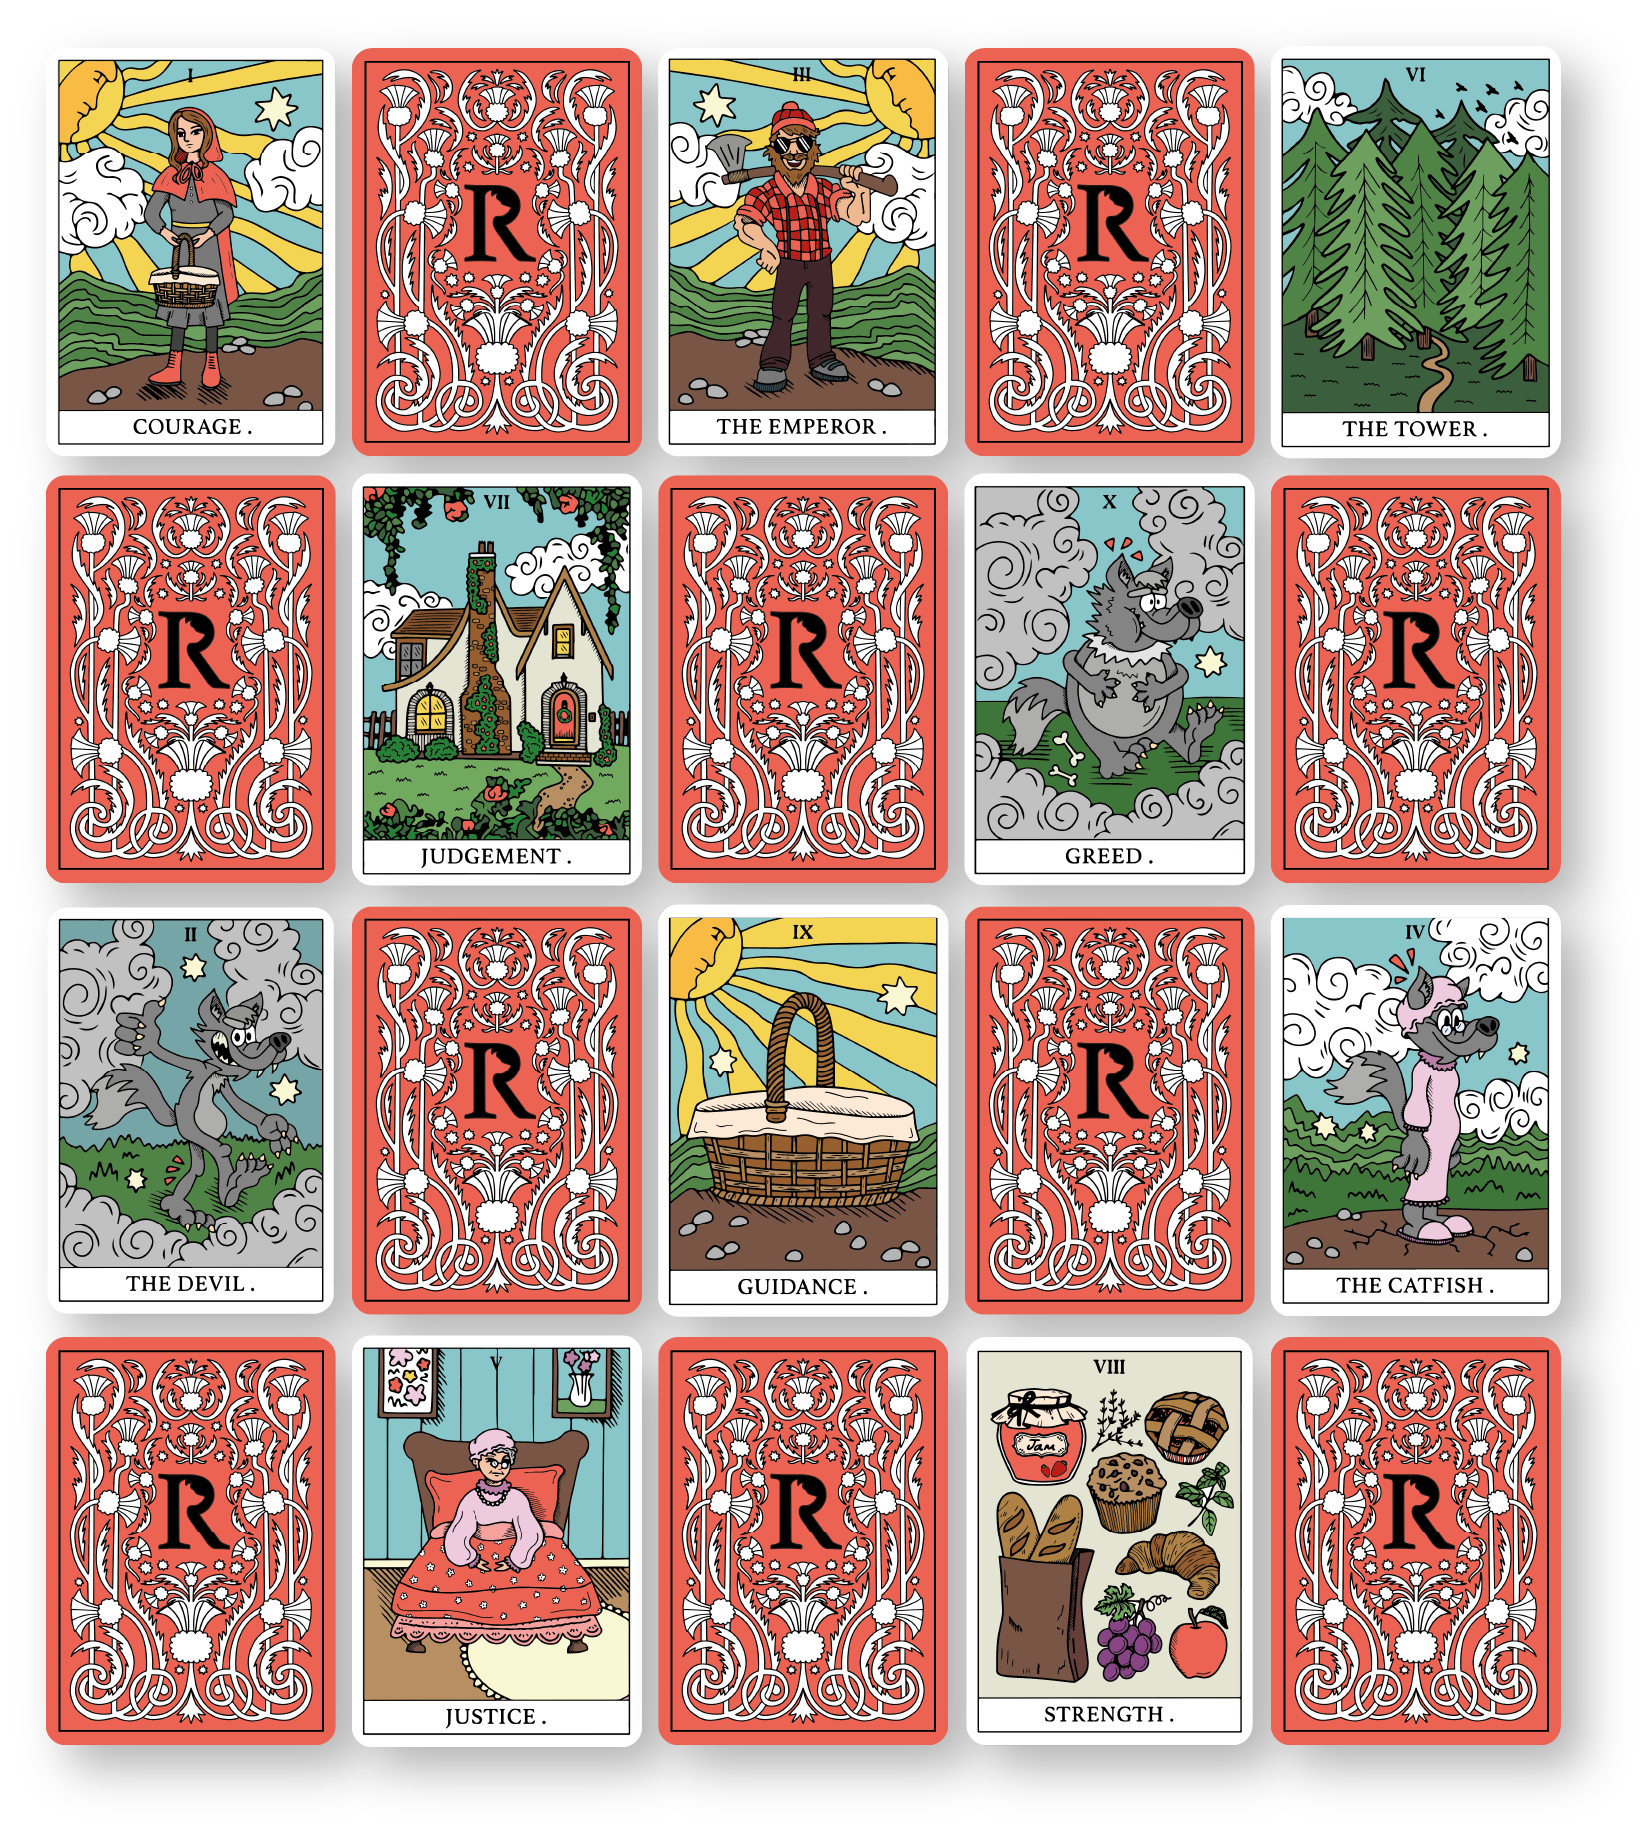 I
COURAGE .
R
III
THE EMPEROR .
R
VI
THE TOWER .
R
VII
JUDGEMENT .
R
X
GREED .
R
II
THE DEVIL .
R
IX
GUIDANCE .
R
IV
THE CATFISH .
R
V
JUSTICE .
R
VIII
Jam
STRENGTH .
R